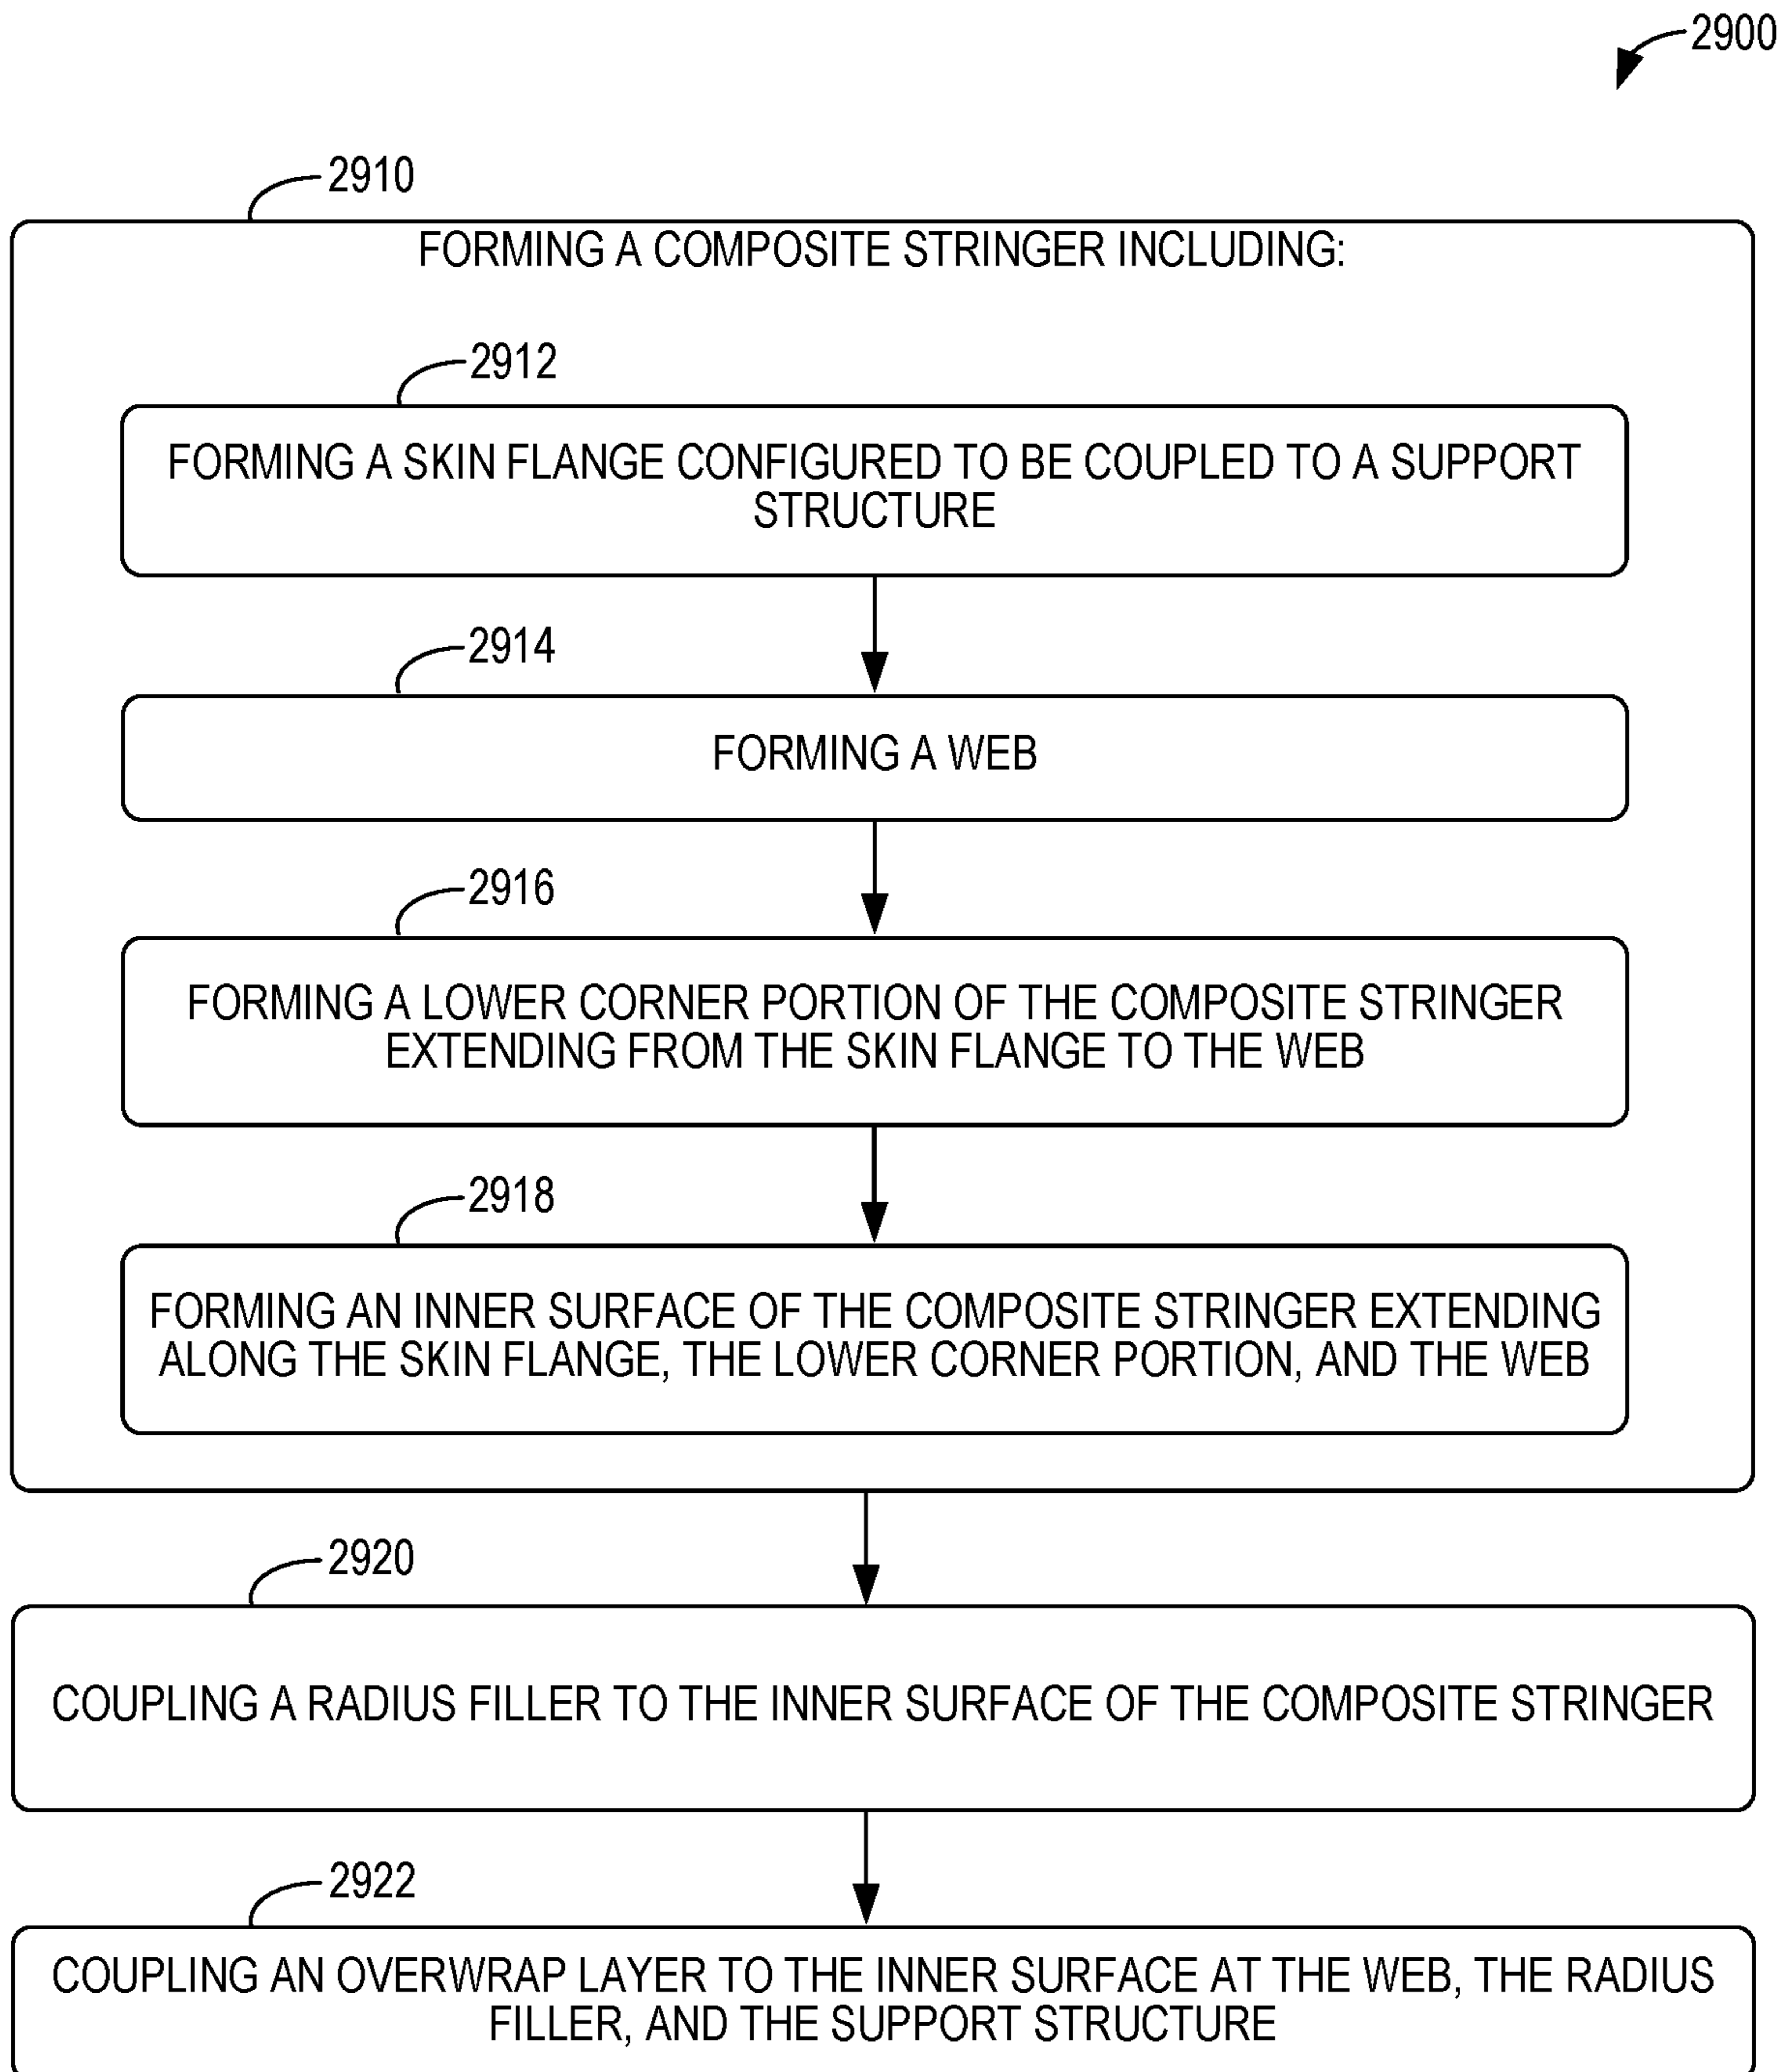 2900
2910
FORMING A COMPOSITE STRINGER INCLUDING:
2912
FORMING A SKIN FLANGE CONFIGURED TO BE COUPLED TO A SUPPORT
STRUCTURE
2914
FORMING A WEB
2916
FORMING A LOWER CORNER PORTION OF THE COMPOSITE STRINGER
EXTENDING FROM THE SKIN FLANGE TO THE WEB
2918
FORMING AN INNER SURFACE OF THE COMPOSITE STRINGER EXTENDING
ALONG THE SKIN FLANGE, THE LOWER CORNER PORTION, AND THE WEB
2920
COUPLING A RADIUS FILLER TO THE INNER SURFACE OF THE COMPOSITE STRINGER
2922
COUPLING AN OVERWRAP LAYER TO THE INNER SURFACE AT THE WEB, THE RADIUS
FILLER, AND THE SUPPORT STRUCTURE